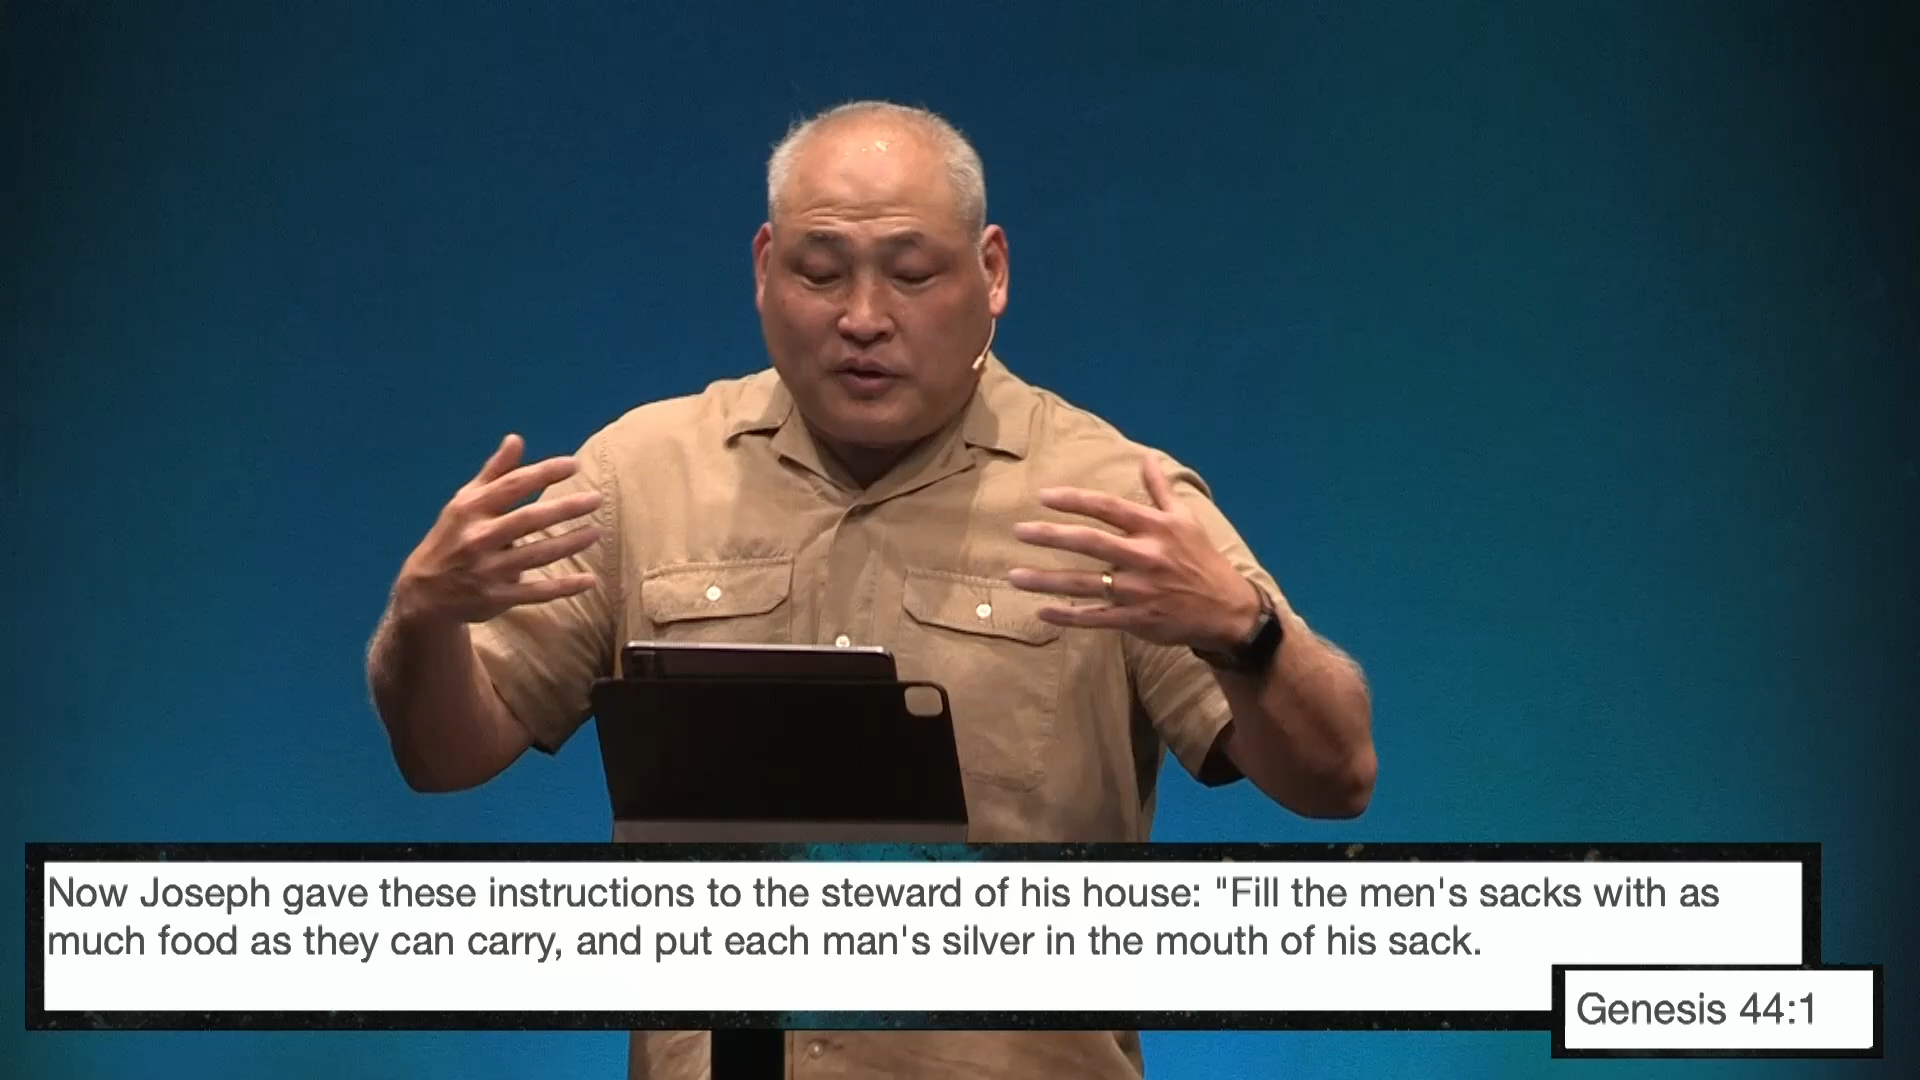 Now Joseph gave these instructions to the steward of his house: "Fill the men's sacks with as
much food as they can carry, and put each man's silver in the mouth of his sack.
Genesis 44:1